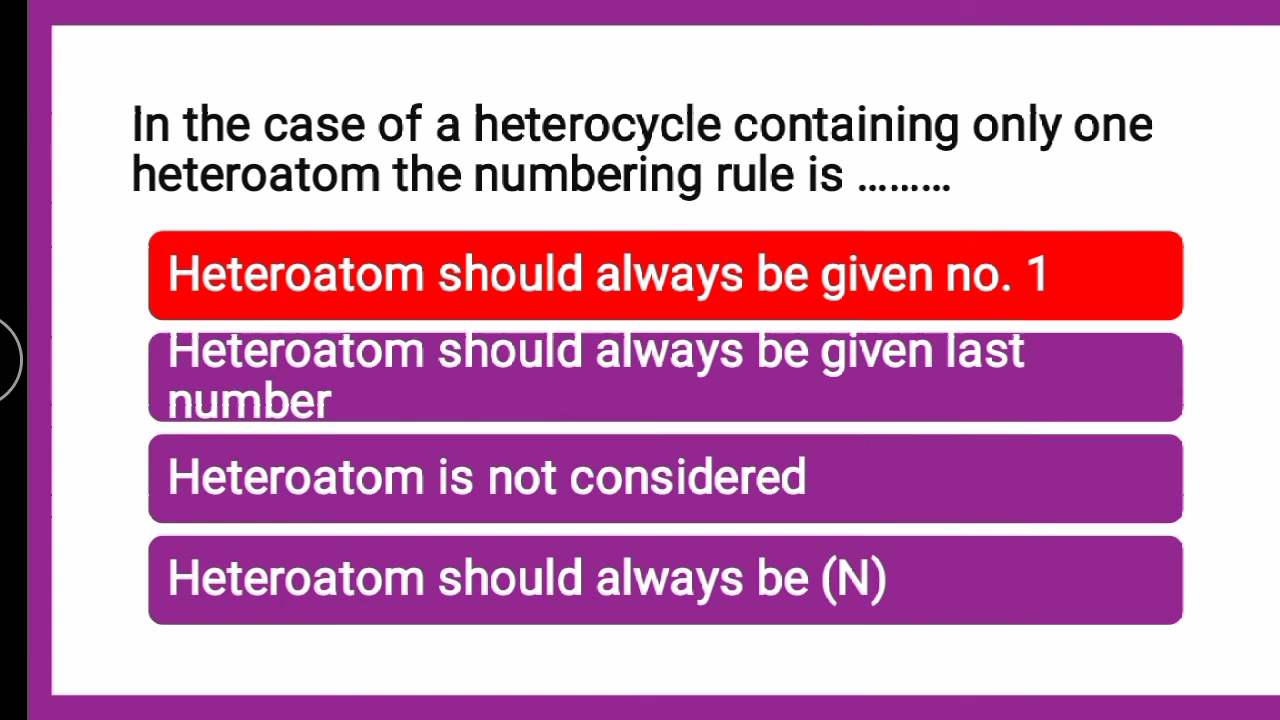 In the case of a heterocycle containing only one
heteroatom the numbering rule is .........
Heteroatom should always be given no. 1
Heteroatom should always be given last
number
Heteroatom is not considered
Heteroatom should always be (N)